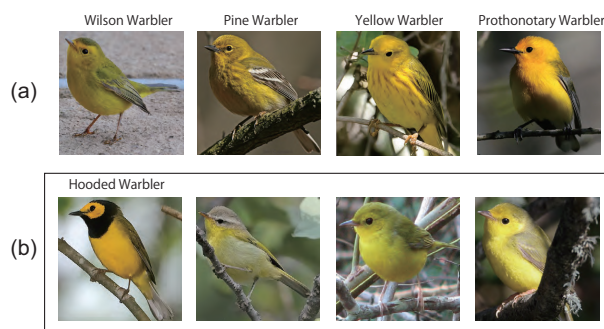 Wilson Warbler
Pine Warbler
Yellow Warbler
Prothonotary Warbler
(a)
Hooded Warbler
(b)